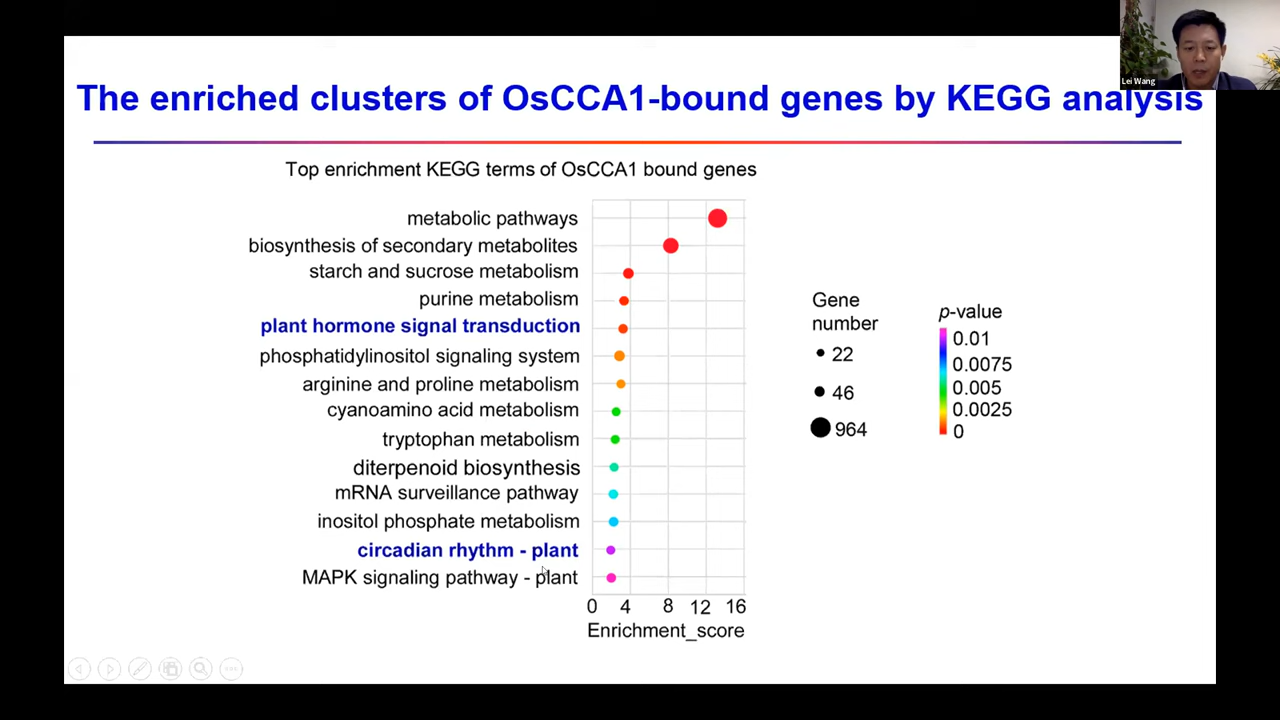 Lei Wang
The enriched clusters of OsCCA1-bound genes by KEGG analysis
Top enrichment KEGG terms of OsCCA1 bound genes
metabolic pathways
biosynthesis of secondary metabolites
starch and sucrose metabolism
purine metabolism
plant hormone signal transduction
phosphatidylinositol signaling system
arginine and proline metabolism
cyanoamino acid metabolism
tryptophan metabolism
diterpenoid biosynthesis
mRNA surveillance pathway
inositol phosphate metabolism
circadian rhythm - plant
MAPK signaling pathway - plant
0 4 8 12 16
Enrichment_score
Gene
number
22
46
964
p-value
0.01
0.0075
0.005
0.0025
0